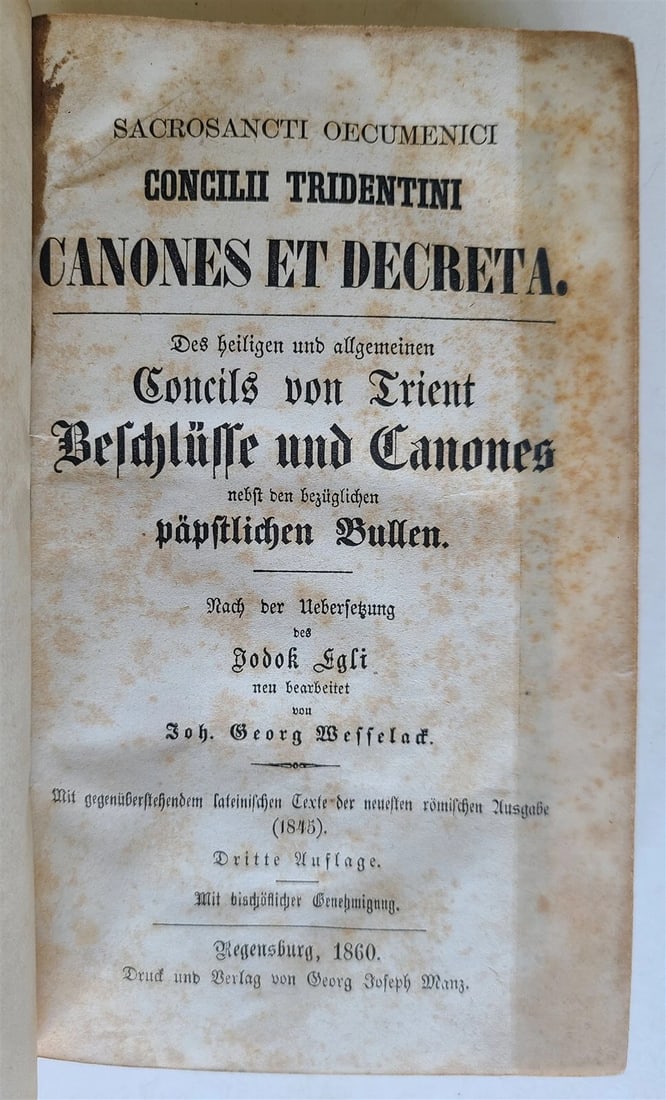 SACROSANCTI OECUMENICI
CONCILII TRIDENTINI
CANONES ET DECRETA.
Des heiligen und allgemeinen
Concils von Trient
Beschlüsse und Canones
nebst den bezüglichen
päpstlichen Bullen.
Nach der Uebersetzung
des
Jodok Egli
neu bearbeitet
von
Joh. Georg Wesselack.
Mit gegenüberstehendem lateinischen Texte der neuesten römischen Ausgabe
(1845).
Dritte Auflage.
Mit bischöflicher Genehmigung.
Regensburg, 1860.
Druck und Verlag von Georg Joseph Manz.